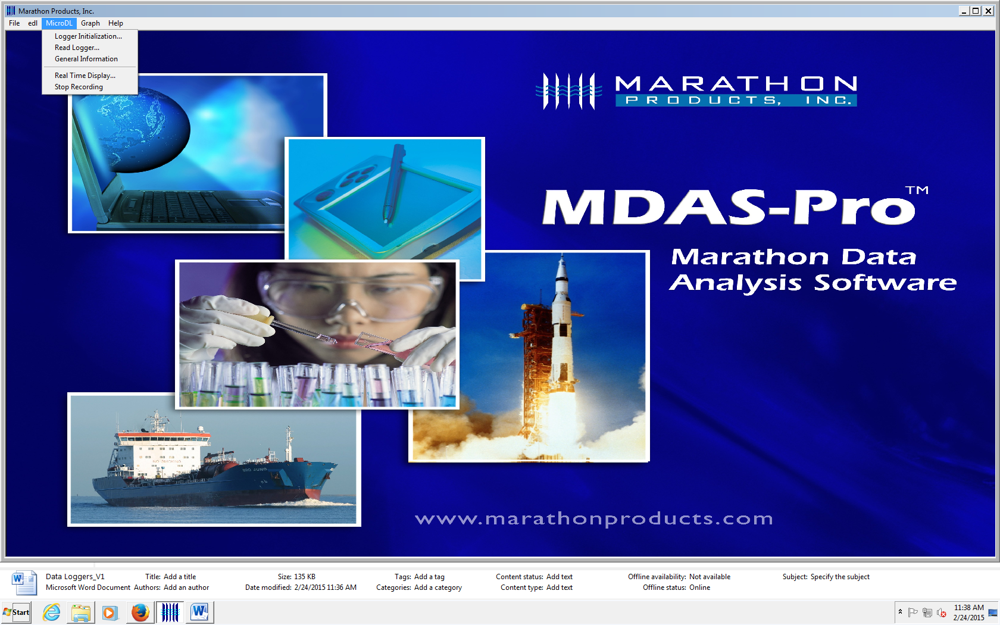 Marathon Products, Inc.
File edl MicroDL Graph Help
Logger Initialization...
Read Logger...
General Information
Real Time Display...
Stop Recording
MARATHON
PRODUCTS, INC.
MDAS-Pro™
Marathon Data
Analysis Software
NO SMOKING
BRO JUNO
www.marathonproducts.com
Data Loggers_V1 Title: Add a title Size: 135 KB Tags: Add a tag Content status: Add text Offline availability: Not available Subject: Specify the subject
Microsoft Word Document Authors: Add an author Date modified: 2/24/2015 11:36 AM Categories: Add a category Content type: Add text Offline status: Online
Start
11:38 AM
2/24/2015